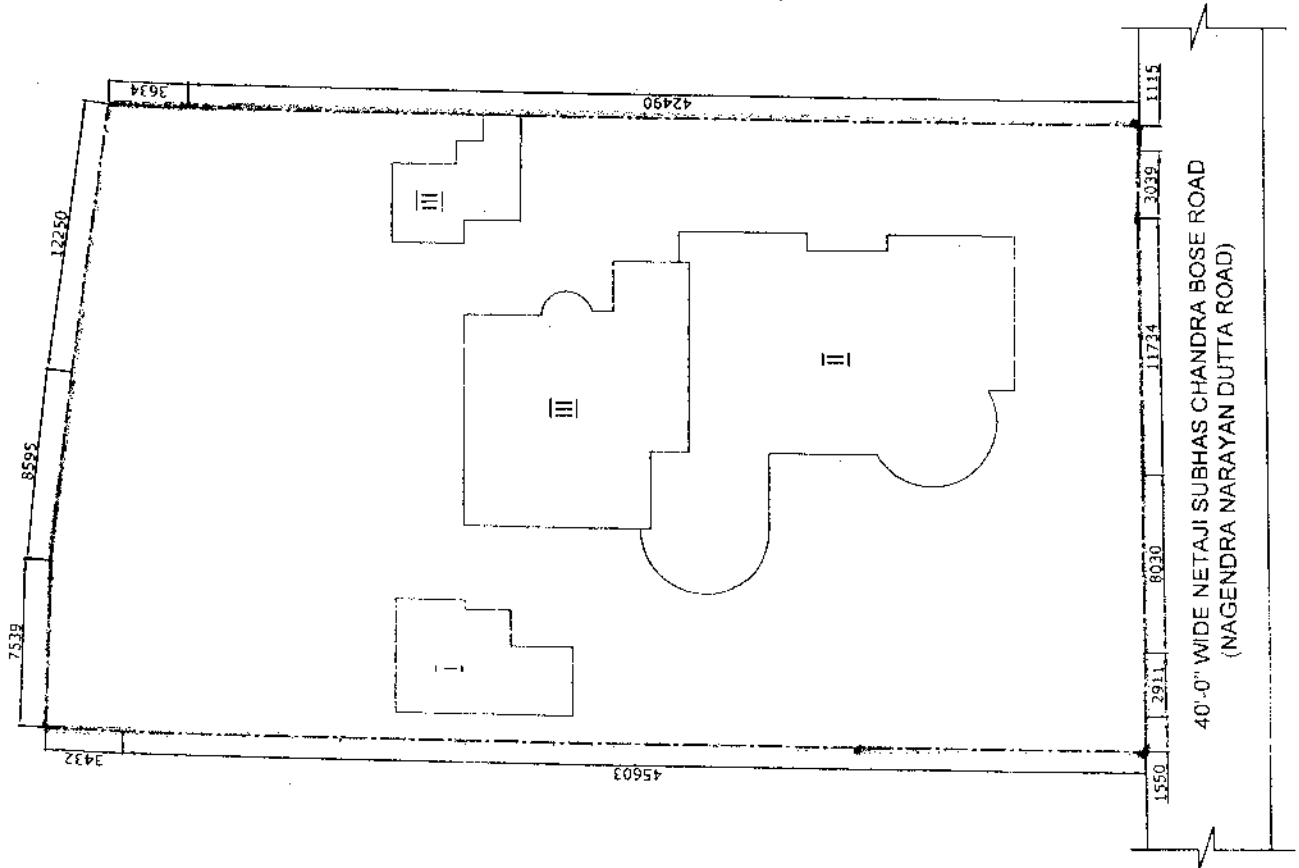 3634
42490
12250
8595
7539
3432
45603
III
III
II
I
1115
3039
11734
8030
2911
1550
40'-0" WIDE NETAJI SUBHAS CHANDRA BOSE ROAD
(NAGENDRA NARAYAN DUTTA ROAD)